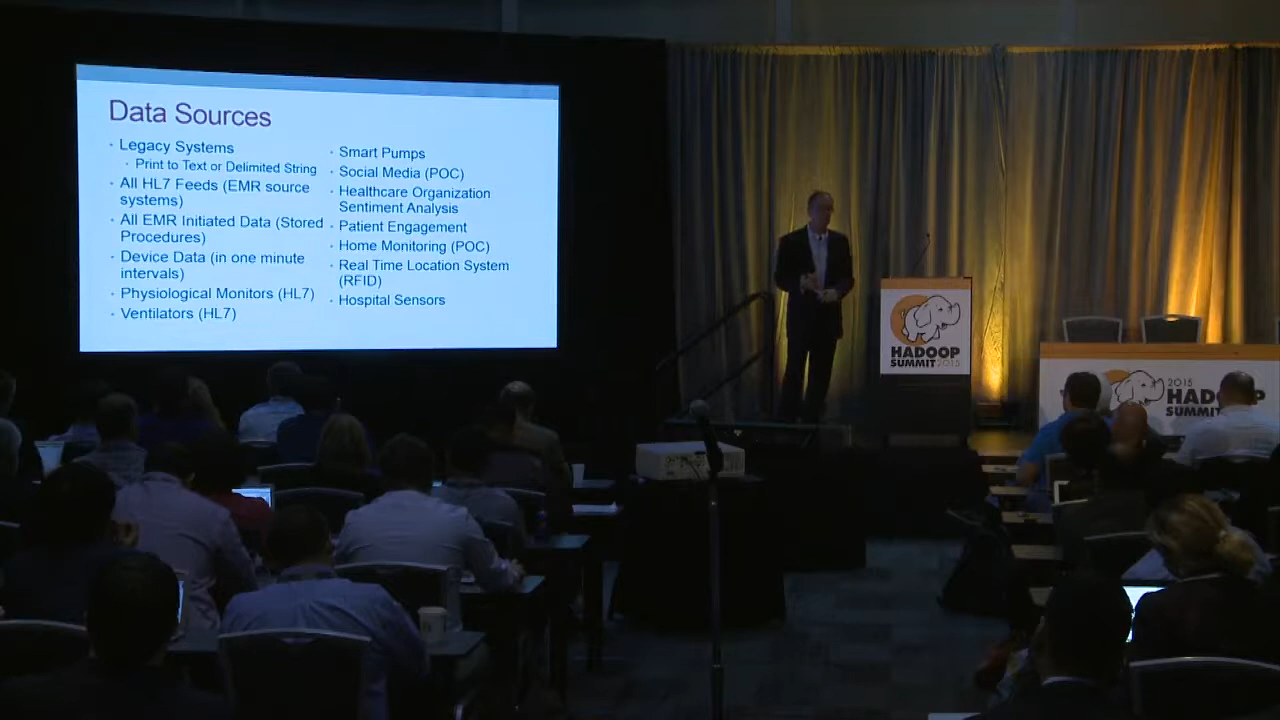 Data Sources
· Legacy Systems
· Print to Text or Delimited String
· All HL7 Feeds (EMR source
systems)
· All EMR Initiated Data (Stored
Procedures)
· Device Data (in one minute
intervals)
· Physiological Monitors (HL7)
· Ventilators (HL7)
· Smart Pumps
· Social Media (POC)
· Healthcare Organization
Sentiment Analysis
· Patient Engagement
· Home Monitoring (POC)
· Real Time Location System
(RFID)
· Hospital Sensors
HADOOP
SUMMIT 2015
2015
HADOOP
SUMMIT